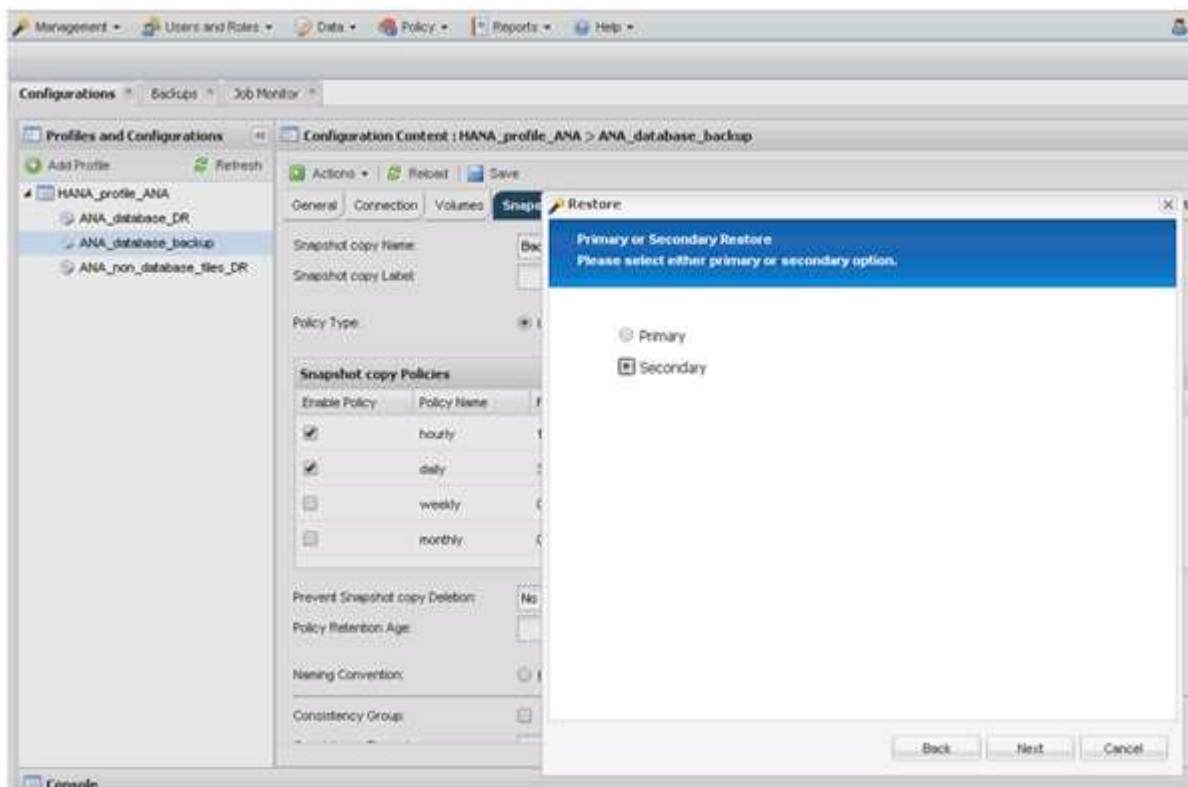 Management Users and Roles Data Policy Reports Help
Configurations Backups Job Monitor
Profiles and Configurations
Configuration Content : HANA_profile_ANA > ANA_database_backup
Add Profile Refresh
Actions Reload Save
HANA_profile_ANA
ANA_database_DR
ANA_database_backup
ANA_non_database_files_DR
General Connection Volumes Snaps
Snapshot copy Name:
Snapshot copy Label:
Policy Type:
Snapshot copy Policies
Enable Policy Policy Name
hourly
daily
weekly
monthly
Prevent Snapshot copy Deletion: No
Policy Retention Age:
Naming Convention:
Consistency Group:
Console
Restore
Primary or Secondary Restore
Please select either primary or secondary option.
Primary
Secondary
Back Next Cancel